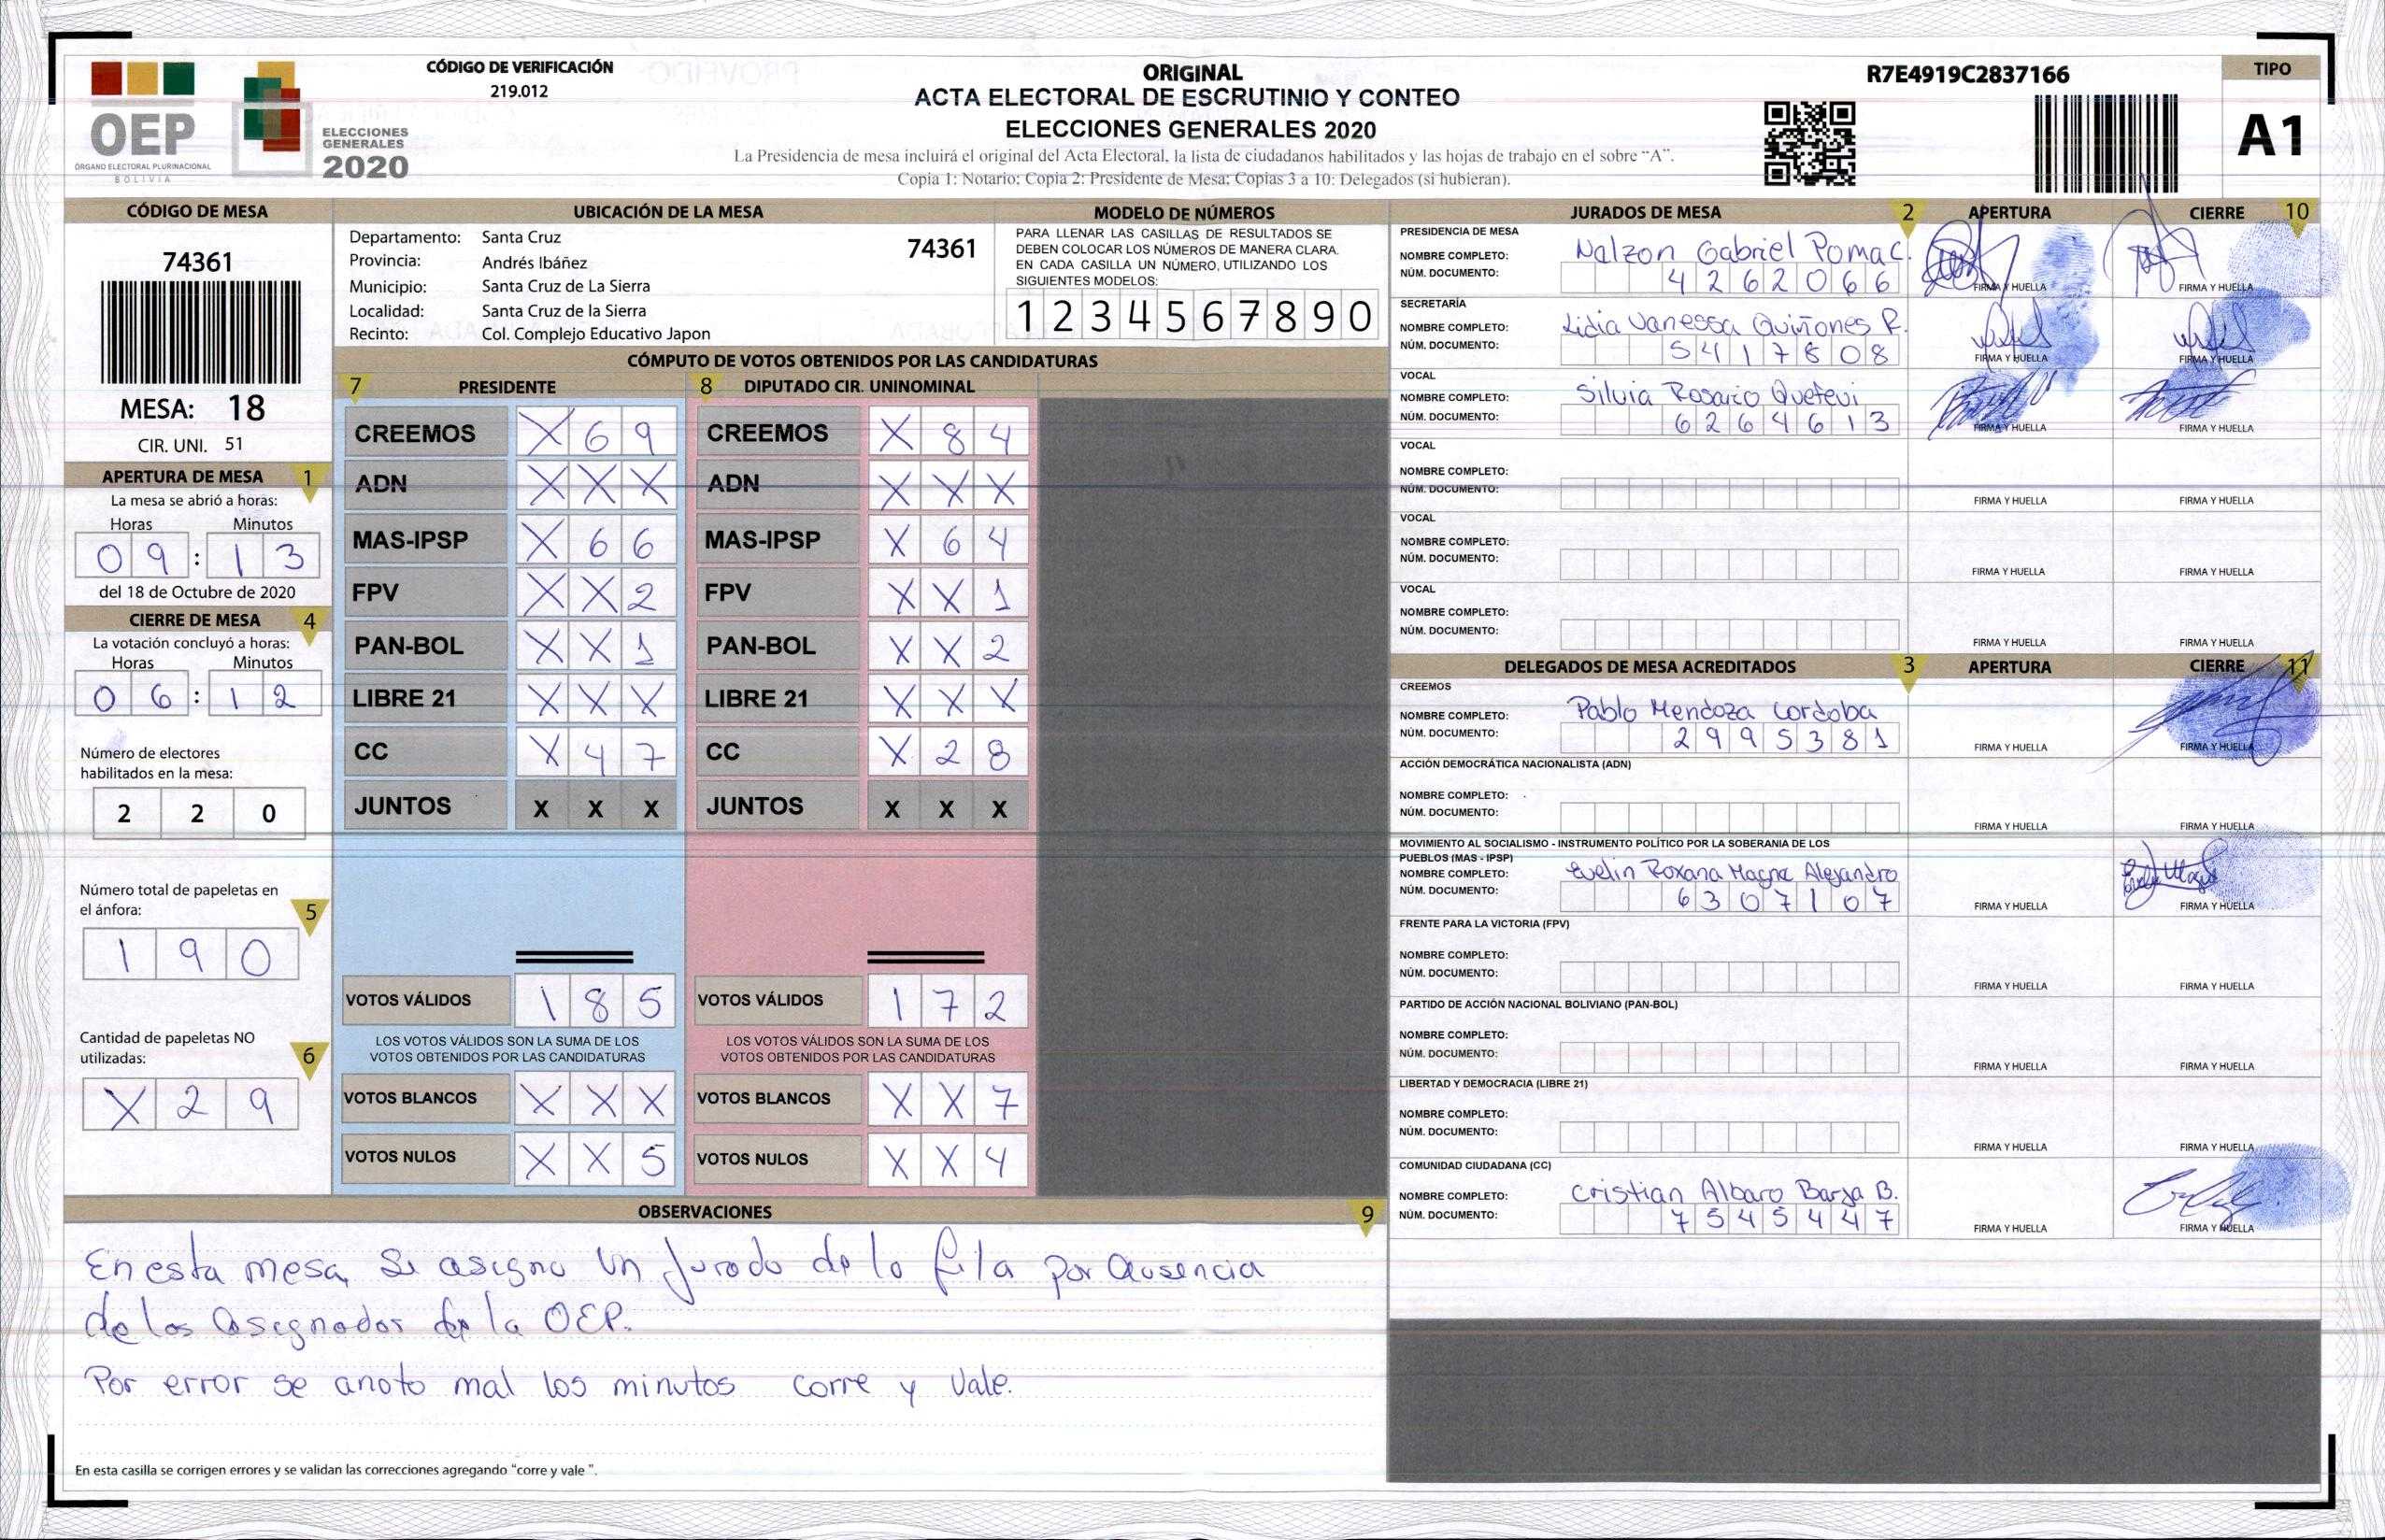 CÓDIGO DE VERIFICACIÓN
219.012
OEP
ÓRGANO ELECTORAL PLURINACIONAL
BOLIVIA
ELECCIONES
GENERALES
2020
ORIGINAL
ACTA ELECTORAL DE ESCRUTINIO Y CONTEO
ELECCIONES GENERALES 2020
La Presidencia de mesa incluirá el original del Acta Electoral, la lista de ciudadanos habilitados y las hojas de trabajo en el sobre "A".
Copia 1: Notario; Copia 2: Presidente de Mesa; Copias 3 a 10: Delegados (si hubieran).
R7E4919C2837166
TIPO
A1
CÓDIGO DE MESA
74361
MESA: 18
CIR. UNI. 51
APERTURA DE MESA 1
La mesa se abrió a horas:
Horas Minutos
09:13
del 18 de Octubre de 2020
CIERRE DE MESA 4
La votación concluyó a horas:
Horas Minutos
06:12
Número de electores
habilitados en la mesa:
2 2 0
Número total de papeletas en
el ánfora: 5
1 9 0
Cantidad de papeletas NO
utilizadas: 6
X 2 9
UBICACIÓN DE LA MESA
Departamento: Santa Cruz 74361
Provincia: Andrés Ibáñez
Municipio: Santa Cruz de La Sierra
Localidad: Santa Cruz de la Sierra
Recinto: Col. Complejo Educativo Japon
MODELO DE NÚMEROS
PARA LLENAR LAS CASILLAS DE RESULTADOS SE
DEBEN COLOCAR LOS NÚMEROS DE MANERA CLARA.
EN CADA CASILLA UN NÚMERO, UTILIZANDO LOS
SIGUIENTES MODELOS:
1 2 3 4 5 6 7 8 9 0
CÓMPUTO DE VOTOS OBTENIDOS POR LAS CANDIDATURAS
7 PRESIDENTE 8 DIPUTADO CIR. UNINOMINAL
CREEMOS X 6 9 CREEMOS X 8 4
ADN X X X ADN X X X
MAS-IPSP X 6 6 MAS-IPSP X 6 4
FPV X X 2 FPV X X 1
PAN-BOL X X 1 PAN-BOL X X 2
LIBRE 21 X X X LIBRE 21 X X X
CC X 4 7 CC X 2 8
JUNTOS X X X JUNTOS X X X
VOTOS VÁLIDOS 1 8 5 VOTOS VÁLIDOS 1 7 2
LOS VOTOS VÁLIDOS SON LA SUMA DE LOS LOS VOTOS VÁLIDOS SON LA SUMA DE LOS
VOTOS OBTENIDOS POR LAS CANDIDATURAS VOTOS OBTENIDOS POR LAS CANDIDATURAS
VOTOS BLANCOS X X X VOTOS BLANCOS X X 7
VOTOS NULOS X X 5 VOTOS NULOS X X 4
OBSERVACIONES 9
En esta mesa, Se asigno un Jurado de la fila por Ausencia
de los Asignados de la OEP.
Por error se anoto mal los minutos corre y Vale.
En esta casilla se corrigen errores y se validan las correcciones agregando "corre y vale ".
JURADOS DE MESA 2 APERTURA CIERRE 10
PRESIDENCIA DE MESA
NOMBRE COMPLETO: Nalzon Gabriel Poma C.
NÚM. DOCUMENTO: 4262066 FIRMA Y HUELLA FIRMA Y HUELLA
SECRETARÍA
NOMBRE COMPLETO: Lidia Vanessa Quiñones R.
NÚM. DOCUMENTO: 5417808 FIRMA Y HUELLA FIRMA Y HUELLA
VOCAL
NOMBRE COMPLETO: Silvia Rosario
NÚM. DOCUMENTO: 6264613 FIRMA Y HUELLA FIRMA Y HUELLA
VOCAL
NOMBRE COMPLETO:
NÚM. DOCUMENTO: FIRMA Y HUELLA FIRMA Y HUELLA
VOCAL
NOMBRE COMPLETO:
NÚM. DOCUMENTO: FIRMA Y HUELLA FIRMA Y HUELLA
VOCAL
NOMBRE COMPLETO:
NÚM. DOCUMENTO: FIRMA Y HUELLA FIRMA Y HUELLA
DELEGADOS DE MESA ACREDITADOS 3 APERTURA CIERRE 11
CREEMOS
NOMBRE COMPLETO: Pablo Mendoza Cordoba
NÚM. DOCUMENTO: 2995381 FIRMA Y HUELLA FIRMA Y HUELLA
ACCIÓN DEMOCRÁTICA NACIONALISTA (ADN)
NOMBRE COMPLETO:
NÚM. DOCUMENTO: FIRMA Y HUELLA FIRMA Y HUELLA
MOVIMIENTO AL SOCIALISMO - INSTRUMENTO POLÍTICO POR LA SOBERANIA DE LOS
PUEBLOS (MAS - IPSP)
NOMBRE COMPLETO: Evelin Roxana Magne Alejandro
NÚM. DOCUMENTO: 6307107 FIRMA Y HUELLA FIRMA Y HUELLA
FRENTE PARA LA VICTORIA (FPV)
NOMBRE COMPLETO:
NÚM. DOCUMENTO: FIRMA Y HUELLA FIRMA Y HUELLA
PARTIDO DE ACCIÓN NACIONAL BOLIVIANO (PAN-BOL)
NOMBRE COMPLETO:
NÚM. DOCUMENTO: FIRMA Y HUELLA FIRMA Y HUELLA
LIBERTAD Y DEMOCRACIA (LIBRE 21)
NOMBRE COMPLETO:
NÚM. DOCUMENTO: FIRMA Y HUELLA FIRMA Y HUELLA
COMUNIDAD CIUDADANA (CC)
NOMBRE COMPLETO: Cristian Albaro Barja B.
NÚM. DOCUMENTO: 7545447 FIRMA Y HUELLA FIRMA Y HUELLA